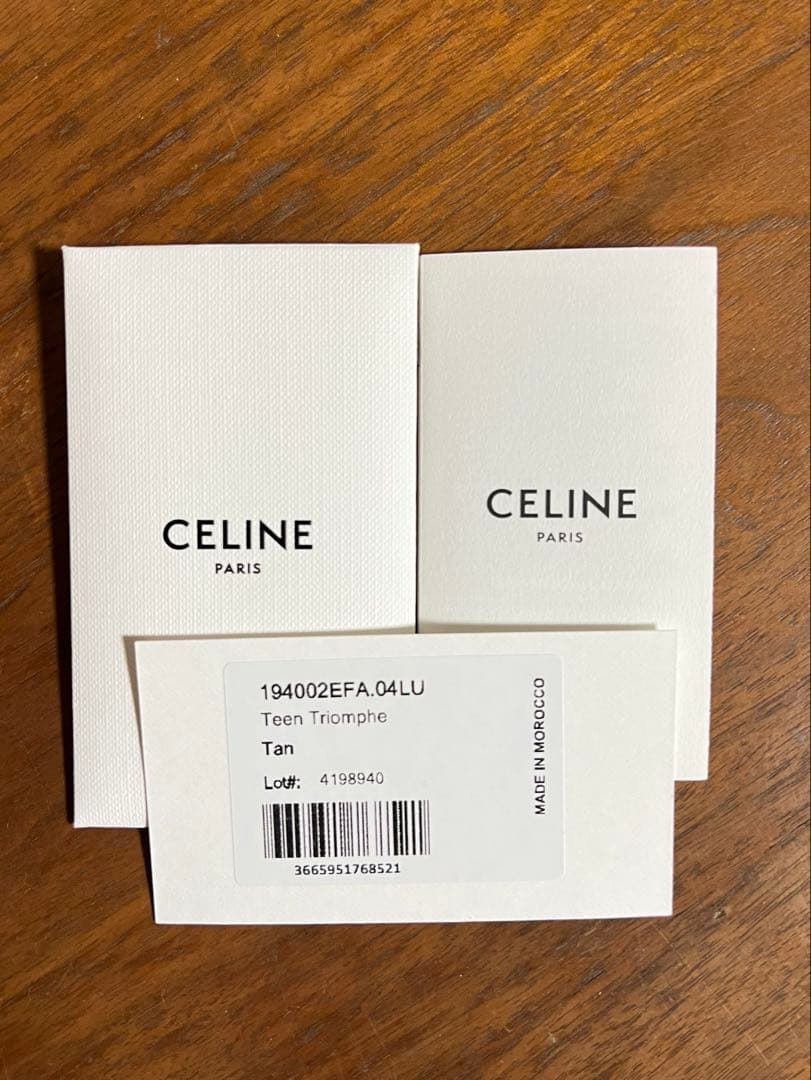 CELINE
PARIS
CELINE
PARIS
194002EFA.04LU
Teen Triomphe
Tan
Lot#: 4198940
3665951768521
MADE IN MOROCCO